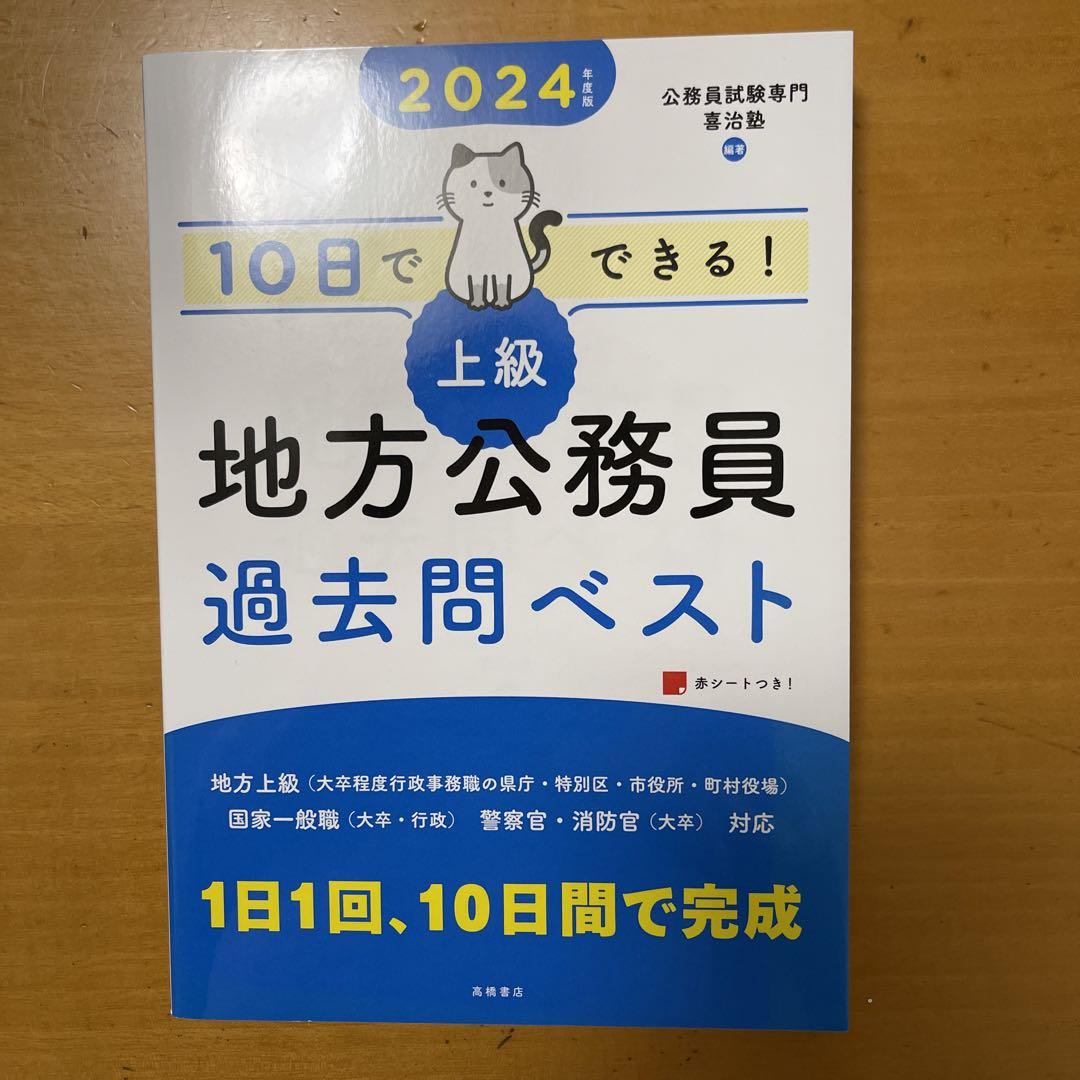 2024年度版
公務員試験専門
喜治塾
編著
10日で
できる!
上級
地方公務員
過去問ベスト
赤シートつき!
地方上級(大卒程度行政事務職の県庁・特別区・市役所・町村役場)
国家一般職(大卒・行政) 警察官・消防官(大卒) 対応
1日1回、10日間で完成
高橋書店